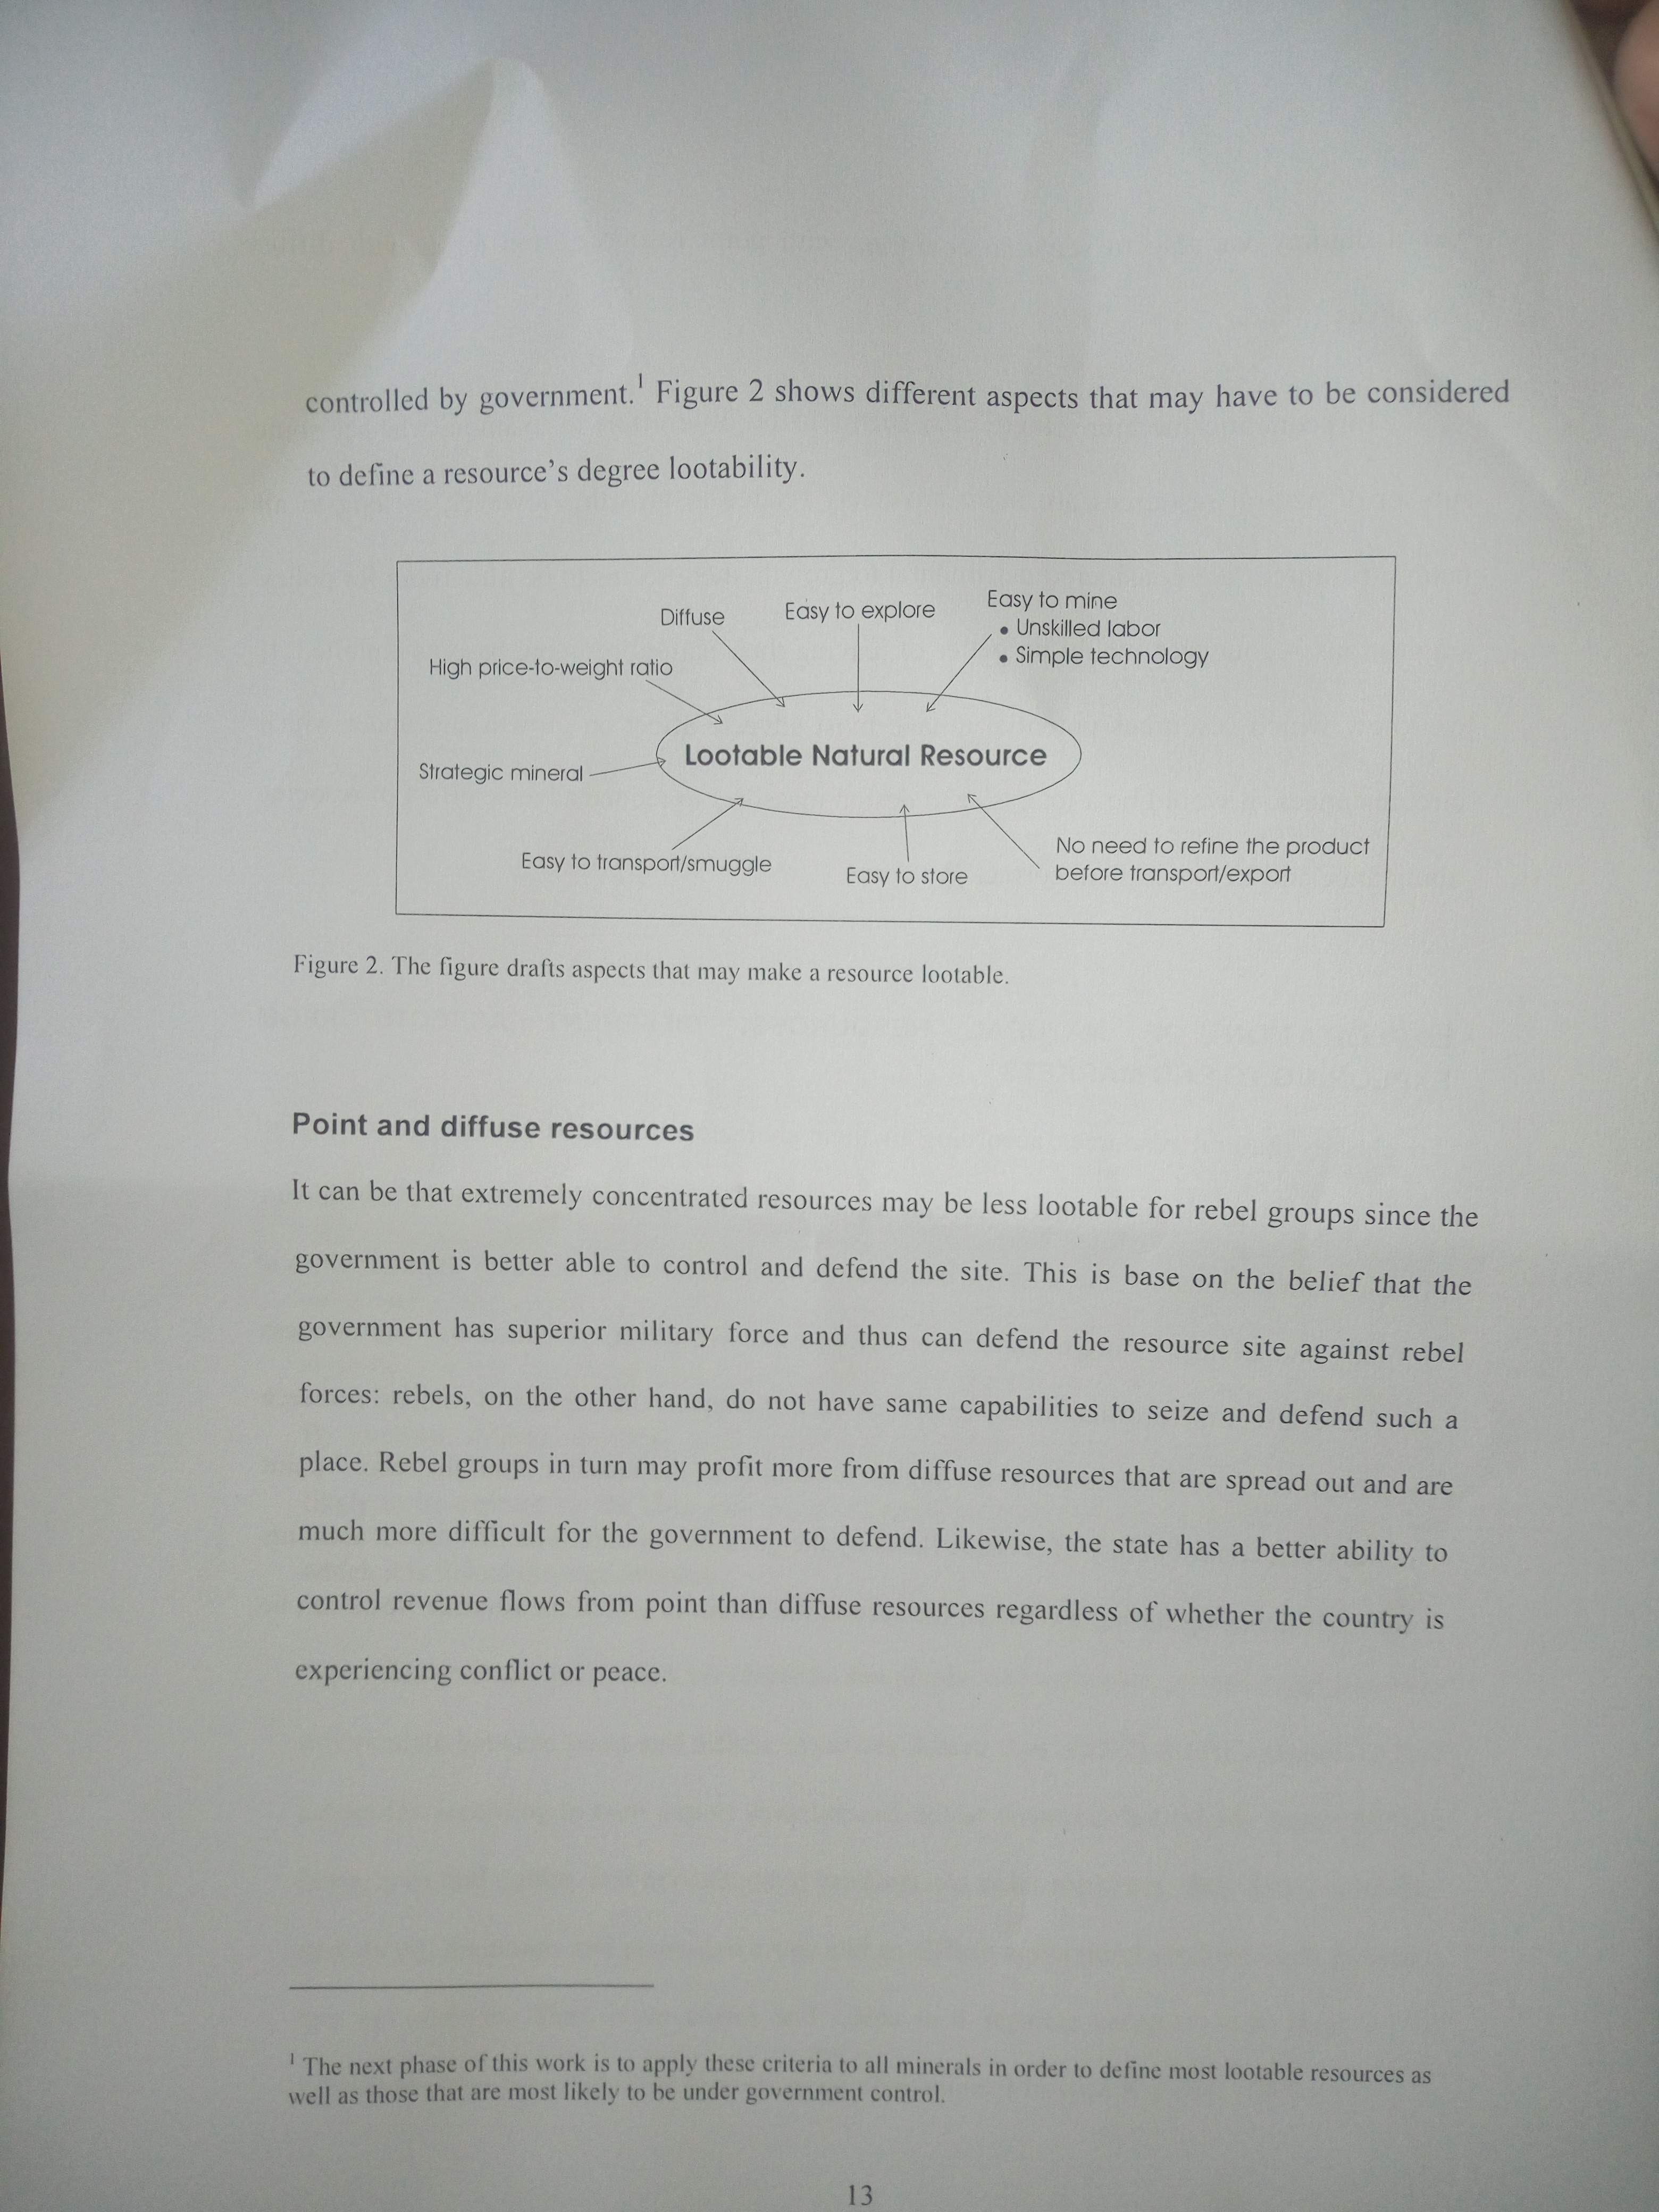 controlled by government.1 Figure 2 shows different aspects that may have to be considered
to define a resource's degree lootability.
Diffuse
Easy to explore
Easy to mine
• Unskilled labor
• Simple technology
High price-to-weight ratio
Lootable Natural Resource
Strategic mineral
Easy to transport/smuggle
Easy to store
No need to refine the product
before transport/export
Figure 2. The figure drafts aspects that may make a resource lootable.
Point and diffuse resources
It can be that extremely concentrated resources may be less lootable for rebel groups since the
government is better able to control and defend the site. This is base on the belief that the
government has superior military force and thus can defend the resource site against rebel
forces: rebels, on the other hand, do not have same capabilities to seize and defend such a
place. Rebel groups in turn may profit more from diffuse resources that are spread out and are
much more difficult for the government to defend. Likewise, the state has a better ability to
control revenue flows from point than diffuse resources regardless of whether the country is
experiencing conflict or peace.
1 The next phase of this work is to apply these criteria to all minerals in order to define most lootable resources as
well as those that are most likely to be under government control.
13